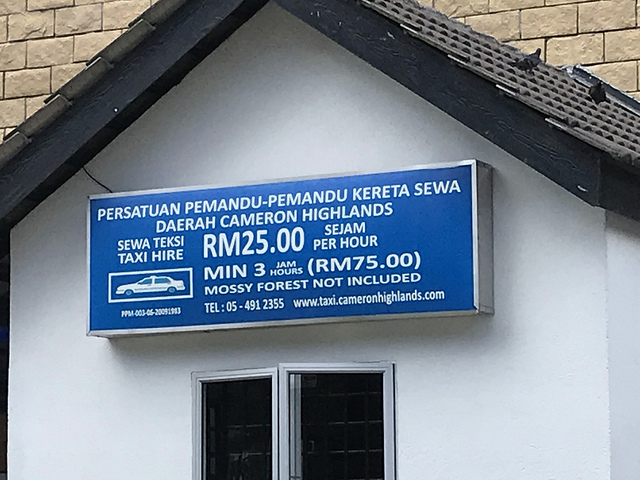 PERSATUAN PEMANDU-PEMANDU KERETA SEWA
DAERAH CAMERON HIGHLANDS
SEWA TEKSI
TAXI HIRE
RM25.00
SEJAM
PER HOUR
MIN 3 JAM HOURS (RM75.00)
MOSSY FOREST NOT INCLUDED
TEL : 05 - 491 2355 www.taxi.cameronhighlands.com
PPM-003-06-20091983